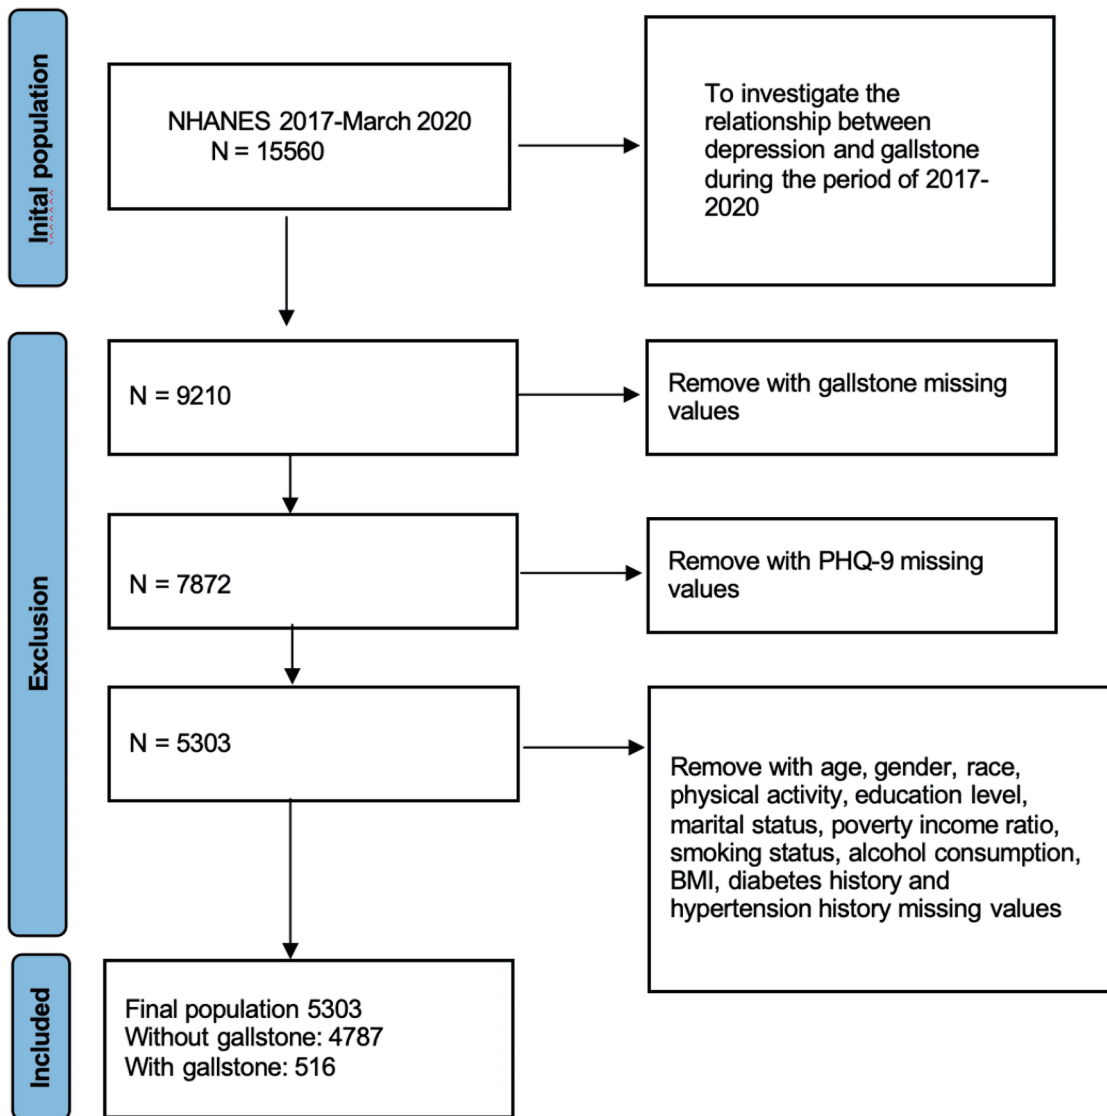 Inital population
NHANES 2017-March 2020
N = 15560
To investigate the
relationship between
depression and gallstone
during the period of 2017-
2020
Exclusion
N = 9210
Remove with gallstone missing
values
N = 7872
Remove with PHQ-9 missing
values
N = 5303
Remove with age, gender, race,
physical activity, education level,
marital status, poverty income ratio,
smoking status, alcohol consumption,
BMI, diabetes history and
hypertension history missing values
Included
Final population 5303
Without gallstone: 4787
With gallstone: 516